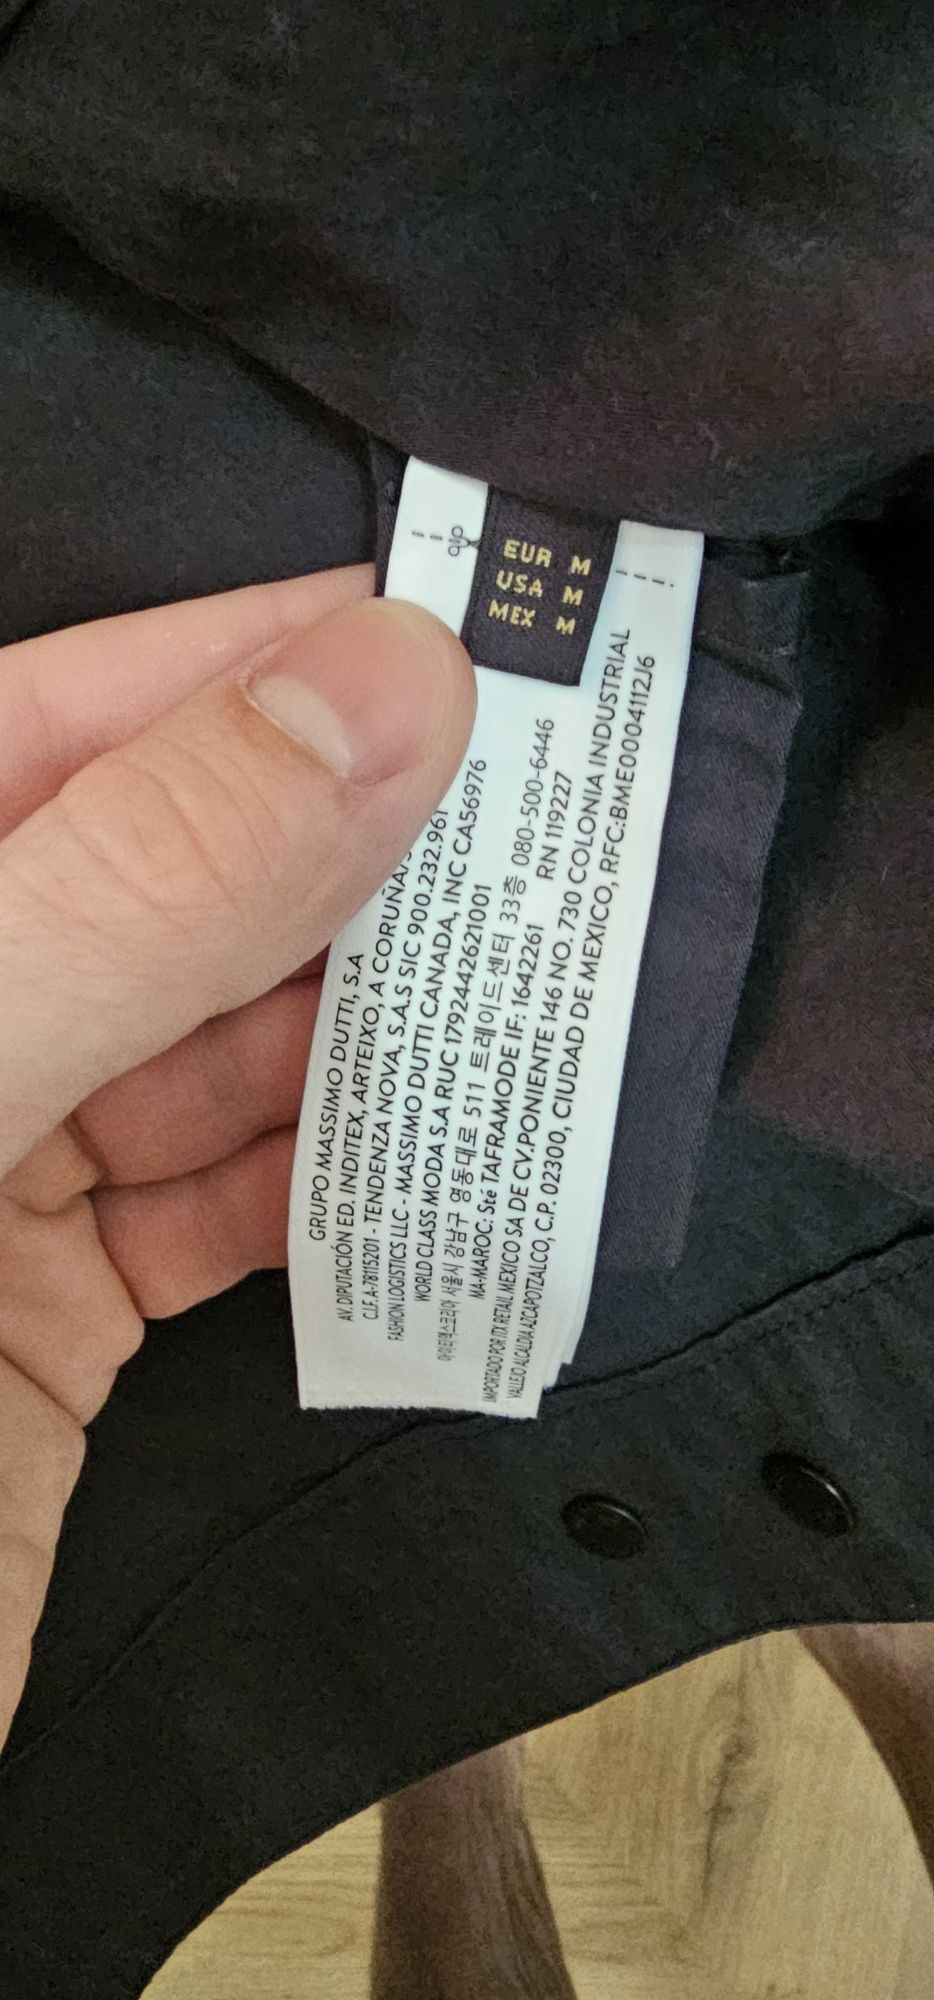 EUR M
USA M
MEX M
GRUPO MASSIMO DUTTI, S.A
AV. DIPUTACIÓN ED. INDITEX, ARTEIXO, A CORUÑA
C.I.F. A-78115201 - TENDENZA NOVA, S.A.S SIC 900.232.961
FASHION LOGISTICS LLC - MASSIMO DUTTI CANADA, INC CA56976
WORLD CLASS MODA S.A RUC 1792442621001
아이티엑스코리아 서울시 강남구 영동대로 511 트레이드센터 33층 080-500-6446
MA-MAROC: Sté TAFRAMODE IF: 1642261 RN 119227
IMPORTADO POR ITX RETAIL MEXICO SA DE CV. PONIENTE 146 NO. 730 COLONIA INDUSTRIAL
VALLEJO ALCALDIA AZCAPOTZALCO, C.P. 02300, CIUDAD DE MEXICO, RFC:BME0004112J6